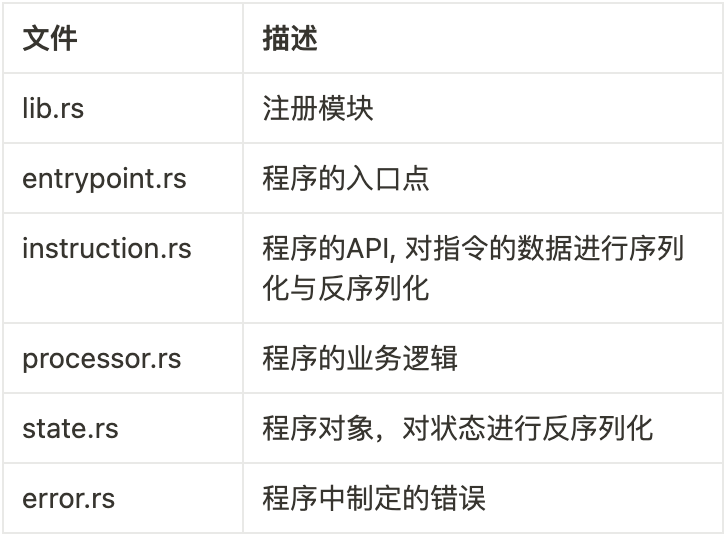 文件 描述
lib.rs 注册模块
entrypoint.rs 程序的入口点
instruction.rs 程序的API, 对指令的数据进行序列
化与反序列化
processor.rs 程序的业务逻辑
state.rs 程序对象，对状态进行反序列化
error.rs 程序中制定的错误